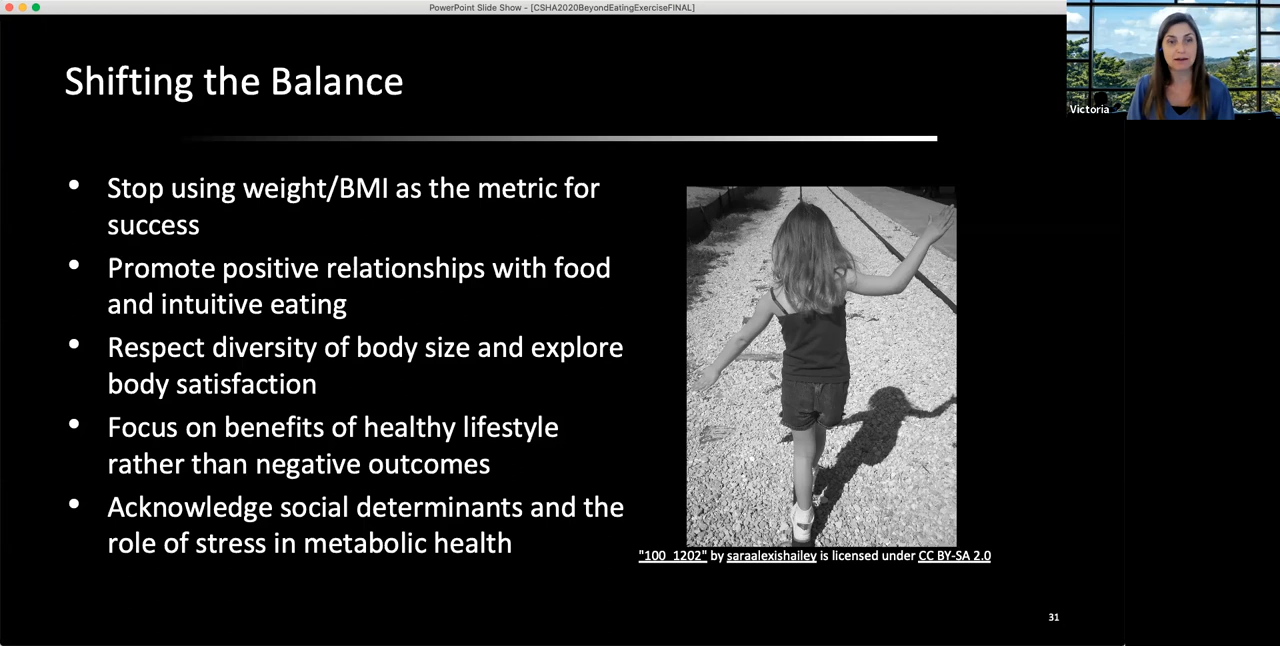 PowerPoint Slide Show - [CSHA2020BeyondEatingExerciseFINAL]
Victoria
Shifting the Balance
• Stop using weight/BMI as the metric for
success
• Promote positive relationships with food
and intuitive eating
• Respect diversity of body size and explore
body satisfaction
• Focus on benefits of healthy lifestyle
rather than negative outcomes
• Acknowledge social determinants and the
role of stress in metabolic health
"100_1202" by saraalexishailey is licensed under CC BY-SA 2.0
31